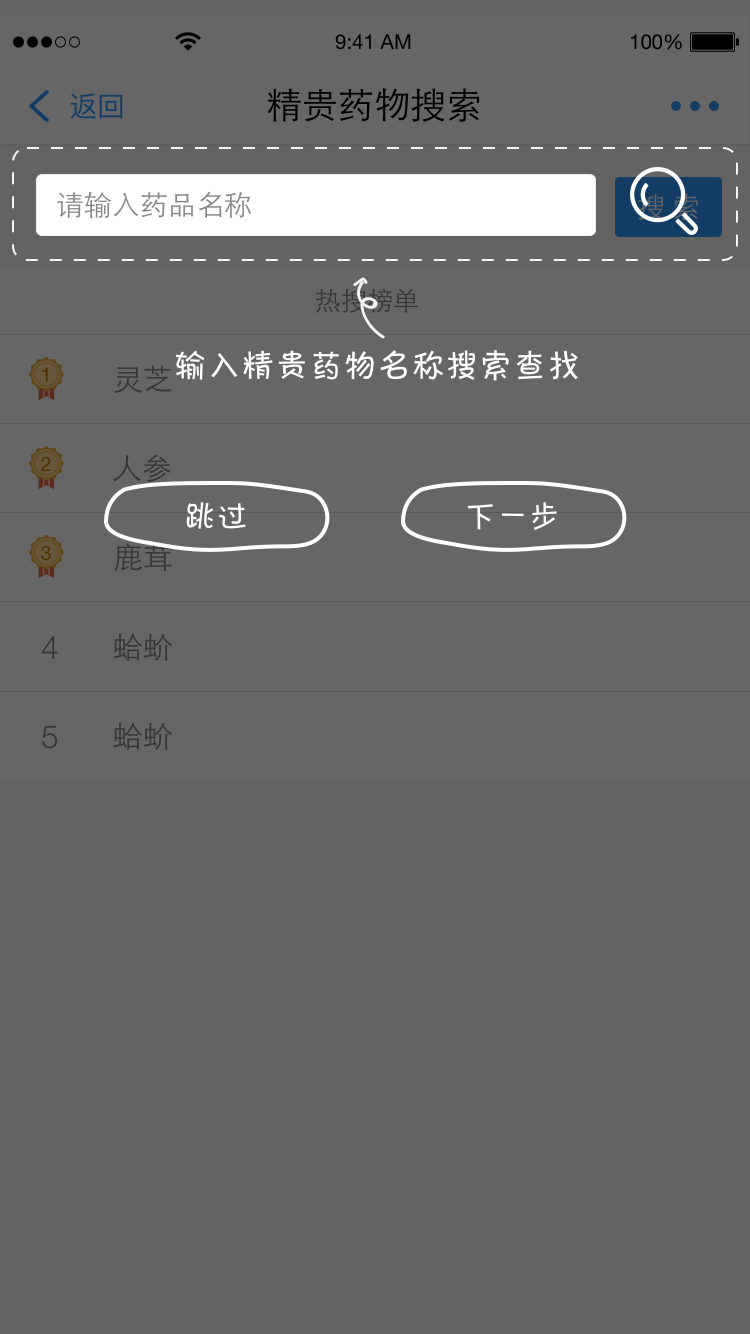 9:41 AM 100%
返回 精贵药物搜索
请输入药品名称 搜索
热搜榜单
输入精贵药物名称搜索查找
1 灵芝
2 人参
跳过 下一步
3 鹿茸
4 蛤蚧
5 蛤蚧